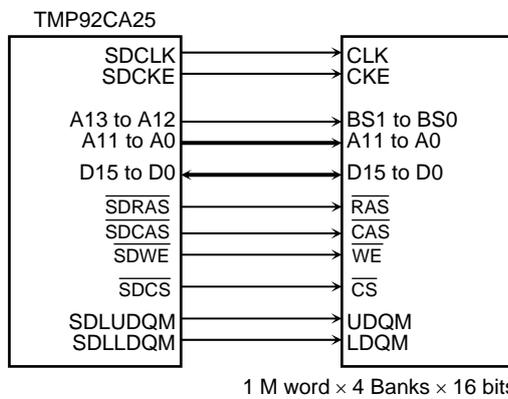 TMP92CA25
SDCLK CLK
SDCKE CKE
A13 to A12 BS1 to BS0
A11 to A0 A11 to A0
D15 to D0 D15 to D0
SDRAS RAS
SDCAS CAS
SDWE WE
SDCS CS
SDLUDQM UDQM
SDLLDQM LDQM
1 M word × 4 Banks × 16 bits